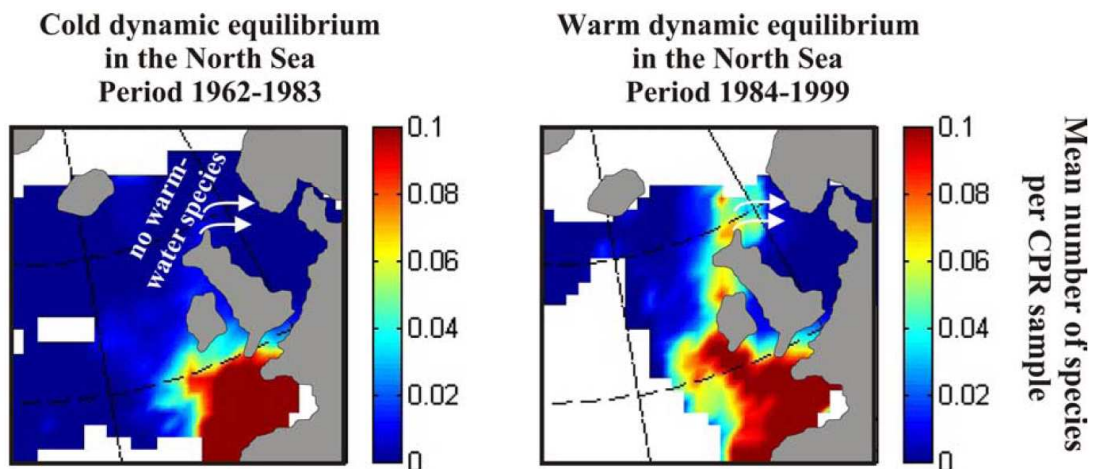 Cold dynamic equilibrium
in the North Sea
Period 1962-1983
no warm-
water species
0.1
0.08
0.06
0.04
0.02
0
Warm dynamic equilibrium
in the North Sea
Period 1984-1999
0.1
0.08
0.06
0.04
0.02
0
Mean number of species
per CPR sample